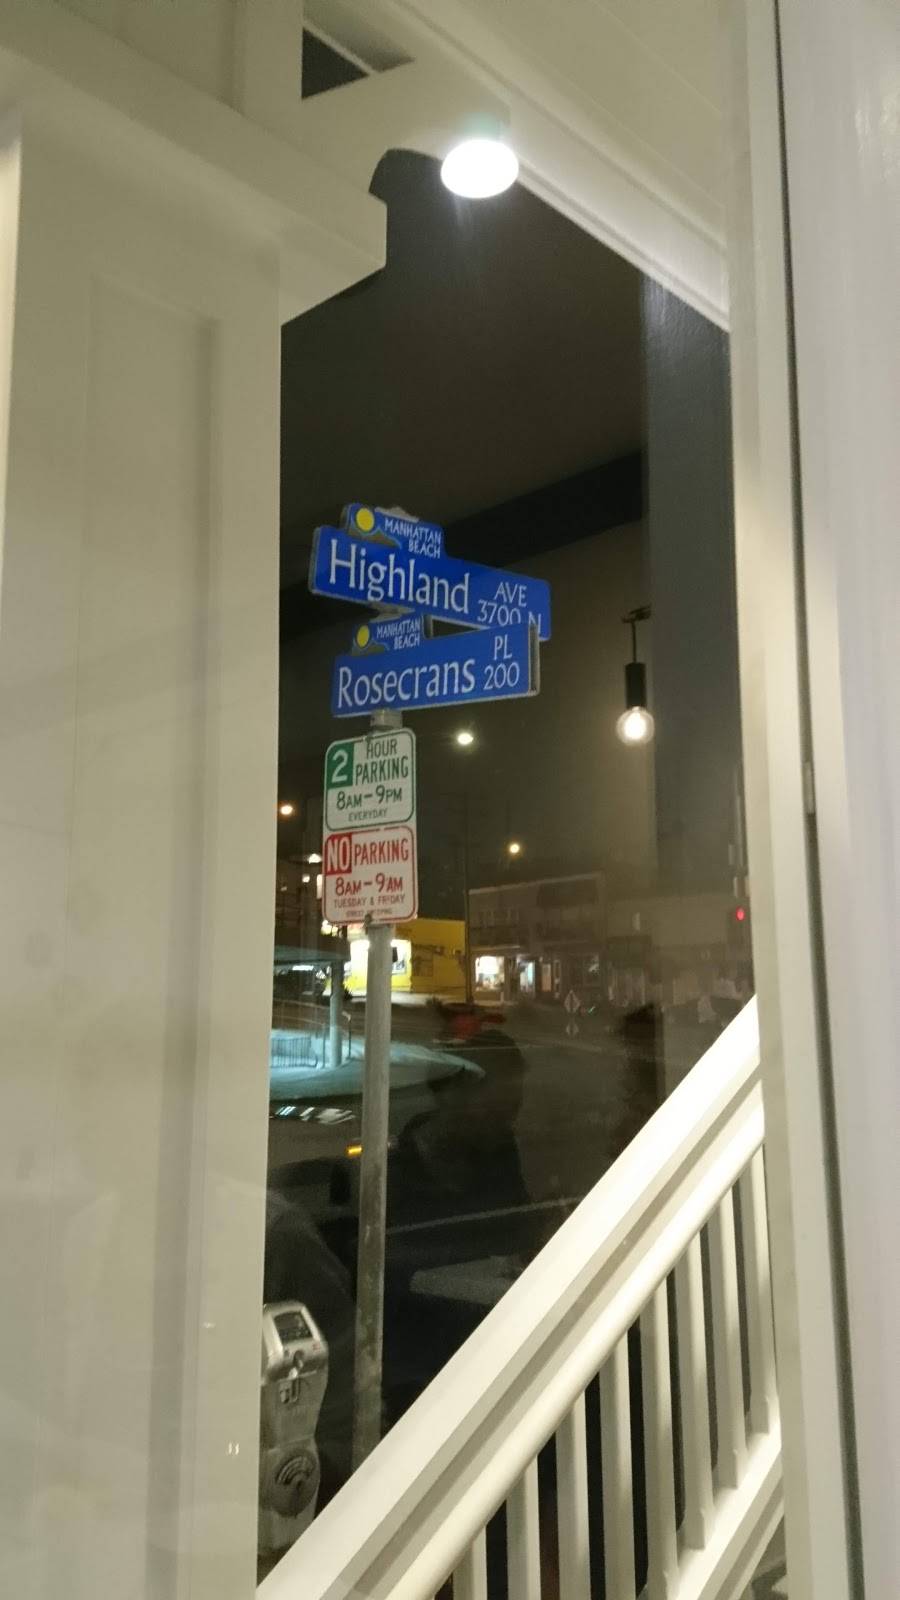 MANHATTAN
BEACH
Highland AVE
3700 N
MANHATTAN
BEACH
Rosecrans PL
200
2 HOUR
PARKING
8AM-9PM
EVERYDAY
NO PARKING
8AM-9AM
TUESDAY & FRIDAY